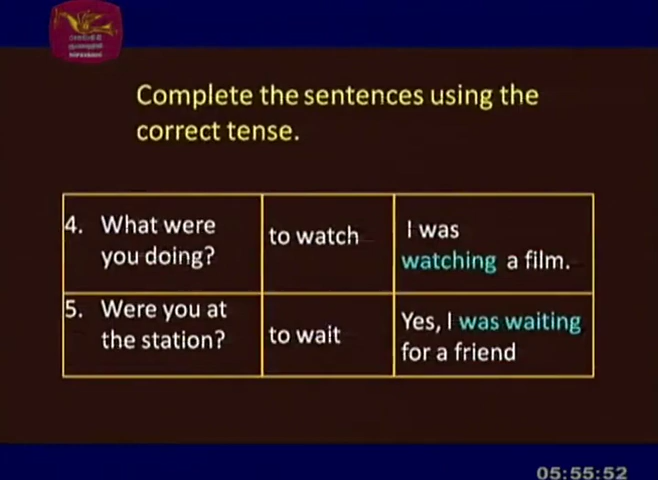 Complete the sentences using the
correct tense.
4. What were
you doing?
to watch
I was
watching a film.
5. Were you at
the station?
to wait
Yes, I was waiting
for a friend
05:55:52